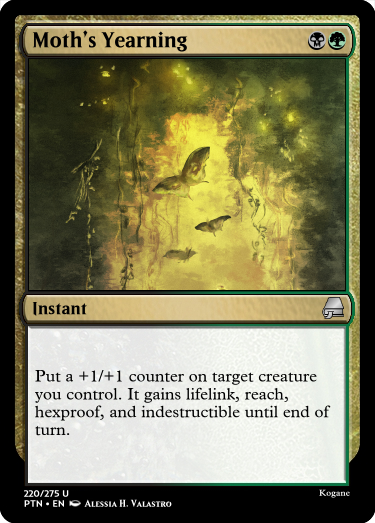 Moth's Yearning
Instant
Put a +1/+1 counter on target creature
you control. It gains lifelink, reach,
hexproof, and indestructible until end of
turn.
220/275 U
Kogane
PTN • EN Alessia H. Valastro